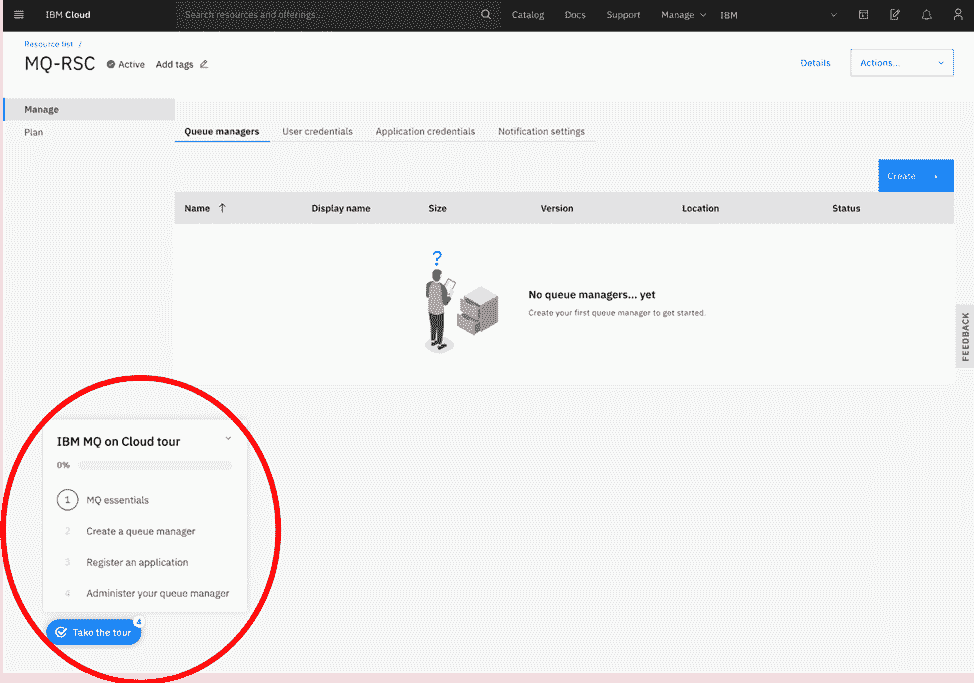 IBM Cloud
Search resources and offerings...
Catalog
Docs
Support
Manage
IBM
Resource list /
MQ-RSC
Active
Add tags
Details
Actions...
Manage
Plan
Queue managers
User credentials
Application credentials
Notification settings
Create
Name
Display name
Size
Version
Location
Status
?
No queue managers... yet
Create your first queue manager to get started.
FEEDBACK
IBM MQ on Cloud tour
0%
1 MQ essentials
2 Create a queue manager
3 Register an application
4 Administer your queue manager
4
Take the tour